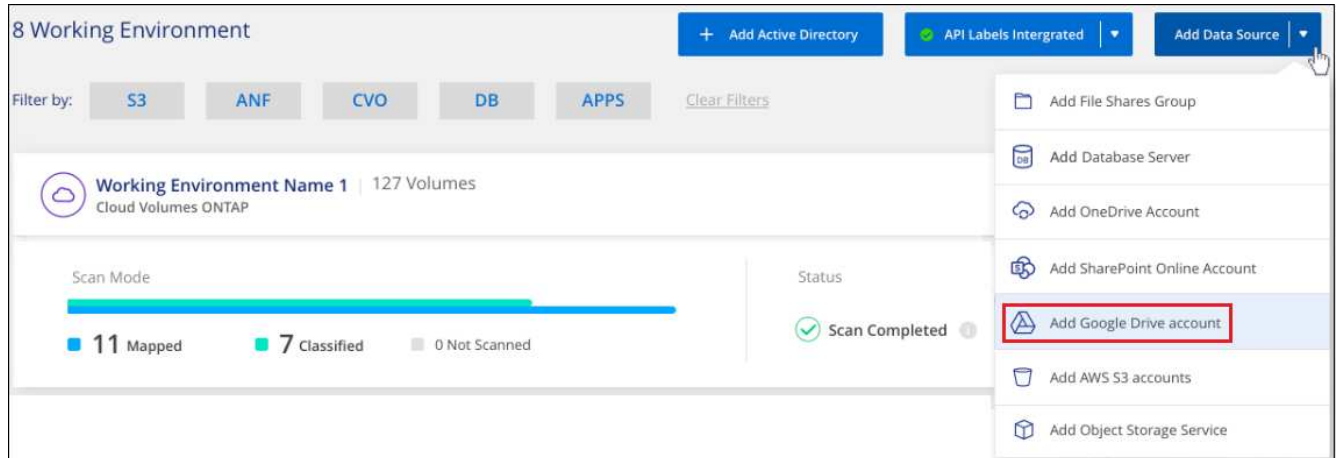 8 Working Environment
+ Add Active Directory
API Labels Intergrated
Add Data Source
Filter by:
S3
ANF
CVO
DB
APPS
Clear Filters
Working Environment Name 1 | 127 Volumes
Cloud Volumes ONTAP
Scan Mode
11 Mapped
7 Classified
0 Not Scanned
Status
Scan Completed
Add File Shares Group
DB
Add Database Server
Add OneDrive Account
Add SharePoint Online Account
Add Google Drive account
Add AWS S3 accounts
Add Object Storage Service